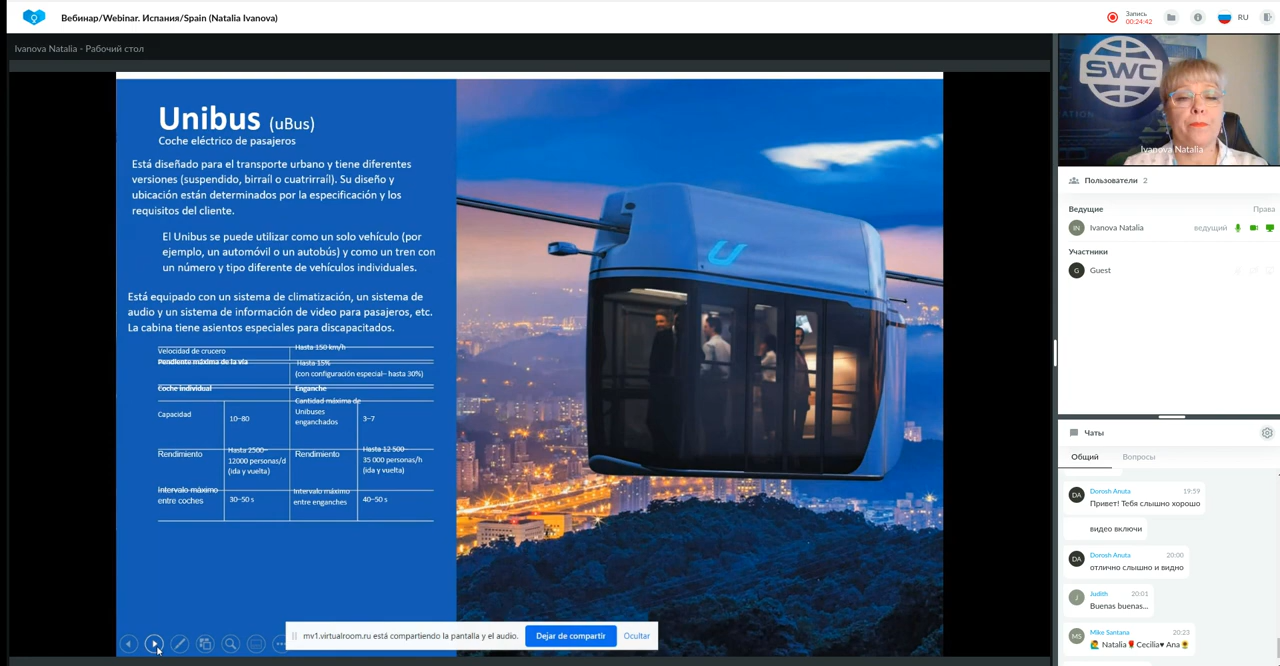 Вебинар/Webinar. Испания/Spain (Natalia Ivanova)
Запись
00:24:42
RU
Ivanova Natalia - Рабочий стол
Unibus (uBus)
Coche eléctrico de pasajeros
Está diseñado para el transporte urbano y tiene diferentes
versiones (suspendido, birraíl o cuatrirraíl). Su diseño y
ubicación están determinados por la especificación y los
requisitos del cliente.
El Unibus se puede utilizar como un solo vehículo (por
ejemplo, un automóvil o un autobús) y como un tren con
un número y tipo diferente de vehículos individuales.
Está equipado con un sistema de climatización, un sistema de
audio y un sistema de información de video para pasajeros, etc.
La cabina tiene asientos especiales para discapacitados.
Velocidad de crucero
Hasta 150 km/h
Pendiente máxima de la vía
Hasta 15%
(con configuración especial– hasta 30%)
Coche individual
Enganche
Capacidad
10–80
Cantidad máxima de
Unibuses
enganchados
3–7
Rendimiento
Hasta 2500–
12000 personas/d
(ida y vuelta)
Rendimiento
Hasta 12 500–
35 000 personas/h
(ida y vuelta)
Intervalo máximo
entre coches
30–50 s
Intervalo máximo
entre enganches
40–50 s
mv1.virtualroom.ru está compartiendo la pantalla y el audio.
Dejar de compartir
Ocultar
SWC
Ivanova Natalia
Пользователи 2
Ведущие
Права
IN
Ivanova Natalia
ведущий
Участники
G
Guest
Чаты
Общий
Вопросы
DA
Dorosh Anuta
19:59
Привет! Тебя слышно хорошо
видео включи
DA
Dorosh Anuta
20:00
отлично слышно и видно
J
Judith
20:01
Buenas buenas...
MS
Mike Santana
20:23
🙋‍♂️ Natalia🌹Cecilia♥ Ana🌻